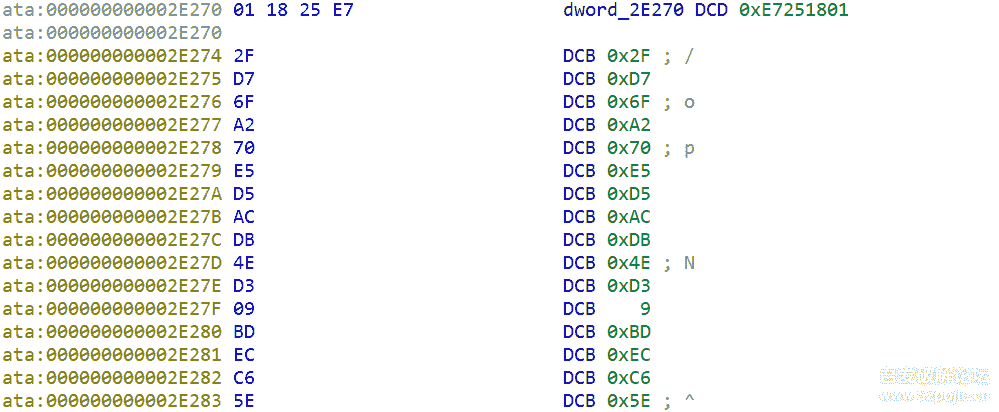 ata:000000000002E270 01 18 25 E7 dword_2E270 DCD 0xE7251801
ata:000000000002E270
ata:000000000002E274 2F DCB 0x2F ; /
ata:000000000002E275 D7 DCB 0xD7
ata:000000000002E276 6F DCB 0x6F ; o
ata:000000000002E277 A2 DCB 0xA2
ata:000000000002E278 70 DCB 0x70 ; p
ata:000000000002E279 E5 DCB 0xE5
ata:000000000002E27A D5 DCB 0xD5
ata:000000000002E27B AC DCB 0xAC
ata:000000000002E27C DB DCB 0xDB
ata:000000000002E27D 4E DCB 0x4E ; N
ata:000000000002E27E D3 DCB 0xD3
ata:000000000002E27F 09 DCB 9
ata:000000000002E280 BD DCB 0xBD
ata:000000000002E281 EC DCB 0xEC
ata:000000000002E282 C6 DCB 0xC6
ata:000000000002E283 5E DCB 0x5E ; ^